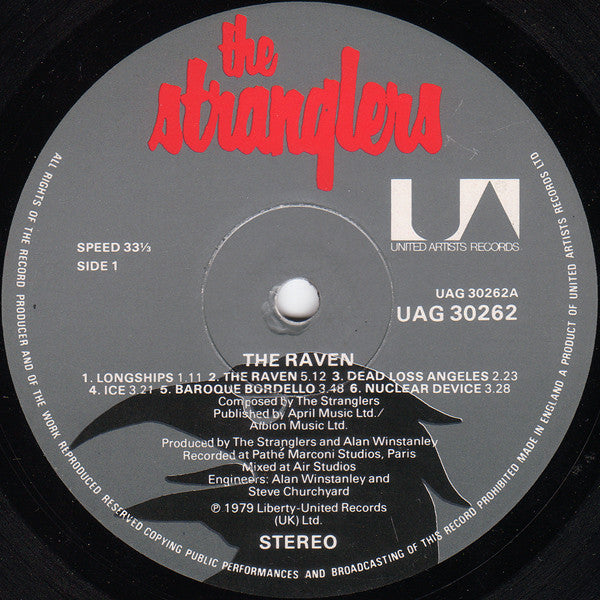 the
stranglers
UA
UNITED ARTISTS RECORDS
SPEED 33⅓
SIDE 1
UAG 30262A
UAG 30262
THE RAVEN
1. LONGSHIPS 1.11 2. THE RAVEN 5.12 3. DEAD LOSS ANGELES 2.23
4. ICE 3.21 5. BAROQUE BORDELLO 3.48 6. NUCLEAR DEVICE 3.28
Composed by The Stranglers
Published by April Music Ltd./
Albion Music Ltd.
Produced by The Stranglers and Alan Winstanley
Recorded at Pathé Marconi Studios, Paris
Mixed at Air Studios
Engineers: Alan Winstanley and
Steve Churchyard
℗ 1979 Liberty-United Records
(UK) Ltd.
STEREO
ALL RIGHTS OF THE RECORD PRODUCER AND OF THE WORK REPRODUCED RESERVED COPYING PUBLIC PERFORMANCES AND BROADCASTING OF THIS RECORD PROHIBITED MADE IN ENGLAND A PRODUCT OF UNITED ARTISTS RECORDS LTD